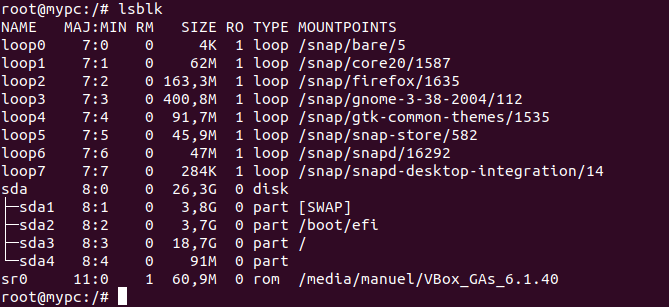 root@mypc:/# lsblk
NAME   MAJ:MIN RM   SIZE RO TYPE MOUNTPOINTS
loop0    7:0    0     4K  1 loop /snap/bare/5
loop1    7:1    0    62M  1 loop /snap/core20/1587
loop2    7:2    0 163,3M  1 loop /snap/firefox/1635
loop3    7:3    0 400,8M  1 loop /snap/gnome-3-38-2004/112
loop4    7:4    0  91,7M  1 loop /snap/gtk-common-themes/1535
loop5    7:5    0  45,9M  1 loop /snap/snap-store/582
loop6    7:6    0    47M  1 loop /snap/snapd/16292
loop7    7:7    0   284K  1 loop /snap/snapd-desktop-integration/14
sda      8:0    0  26,3G  0 disk
├─sda1   8:1    0   3,8G  0 part [SWAP]
├─sda2   8:2    0   3,7G  0 part /boot/efi
├─sda3   8:3    0  18,7G  0 part /
└─sda4   8:4    0    91M  0 part
sr0     11:0    1  60,9M  0 rom  /media/manuel/VBox_GAs_6.1.40
root@mypc:/#